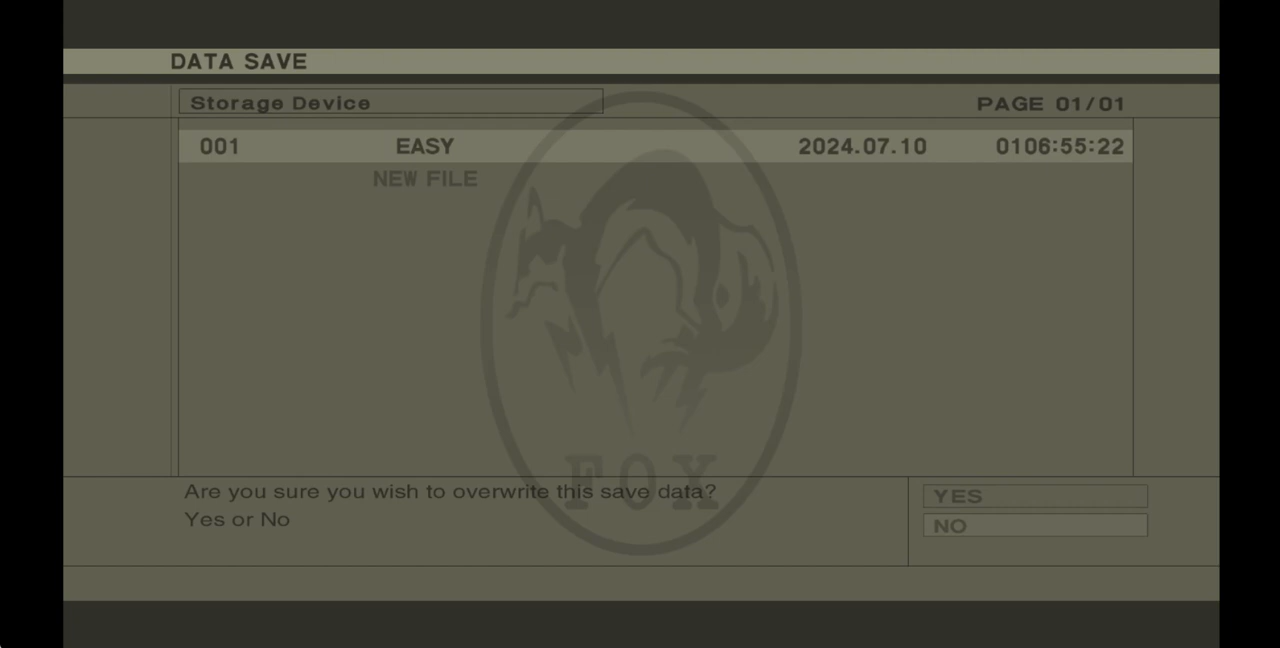 DATA SAVE
Storage Device PAGE 01/01
001 EASY 2024.07.10 0106:55:22
NEW FILE
FOX
Are you sure you wish to overwrite this save data?
Yes or No
YES
NO